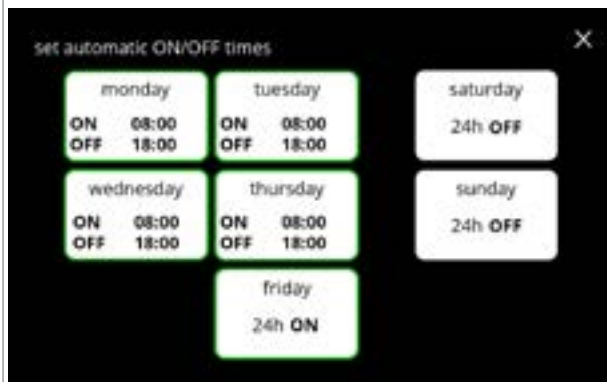 set automatic ON/OFF times
monday
ON 08:00
OFF 18:00
tuesday
ON 08:00
OFF 18:00
saturday
24h OFF
wednesday
ON 08:00
OFF 18:00
thursday
ON 08:00
OFF 18:00
sunday
24h OFF
friday
24h ON